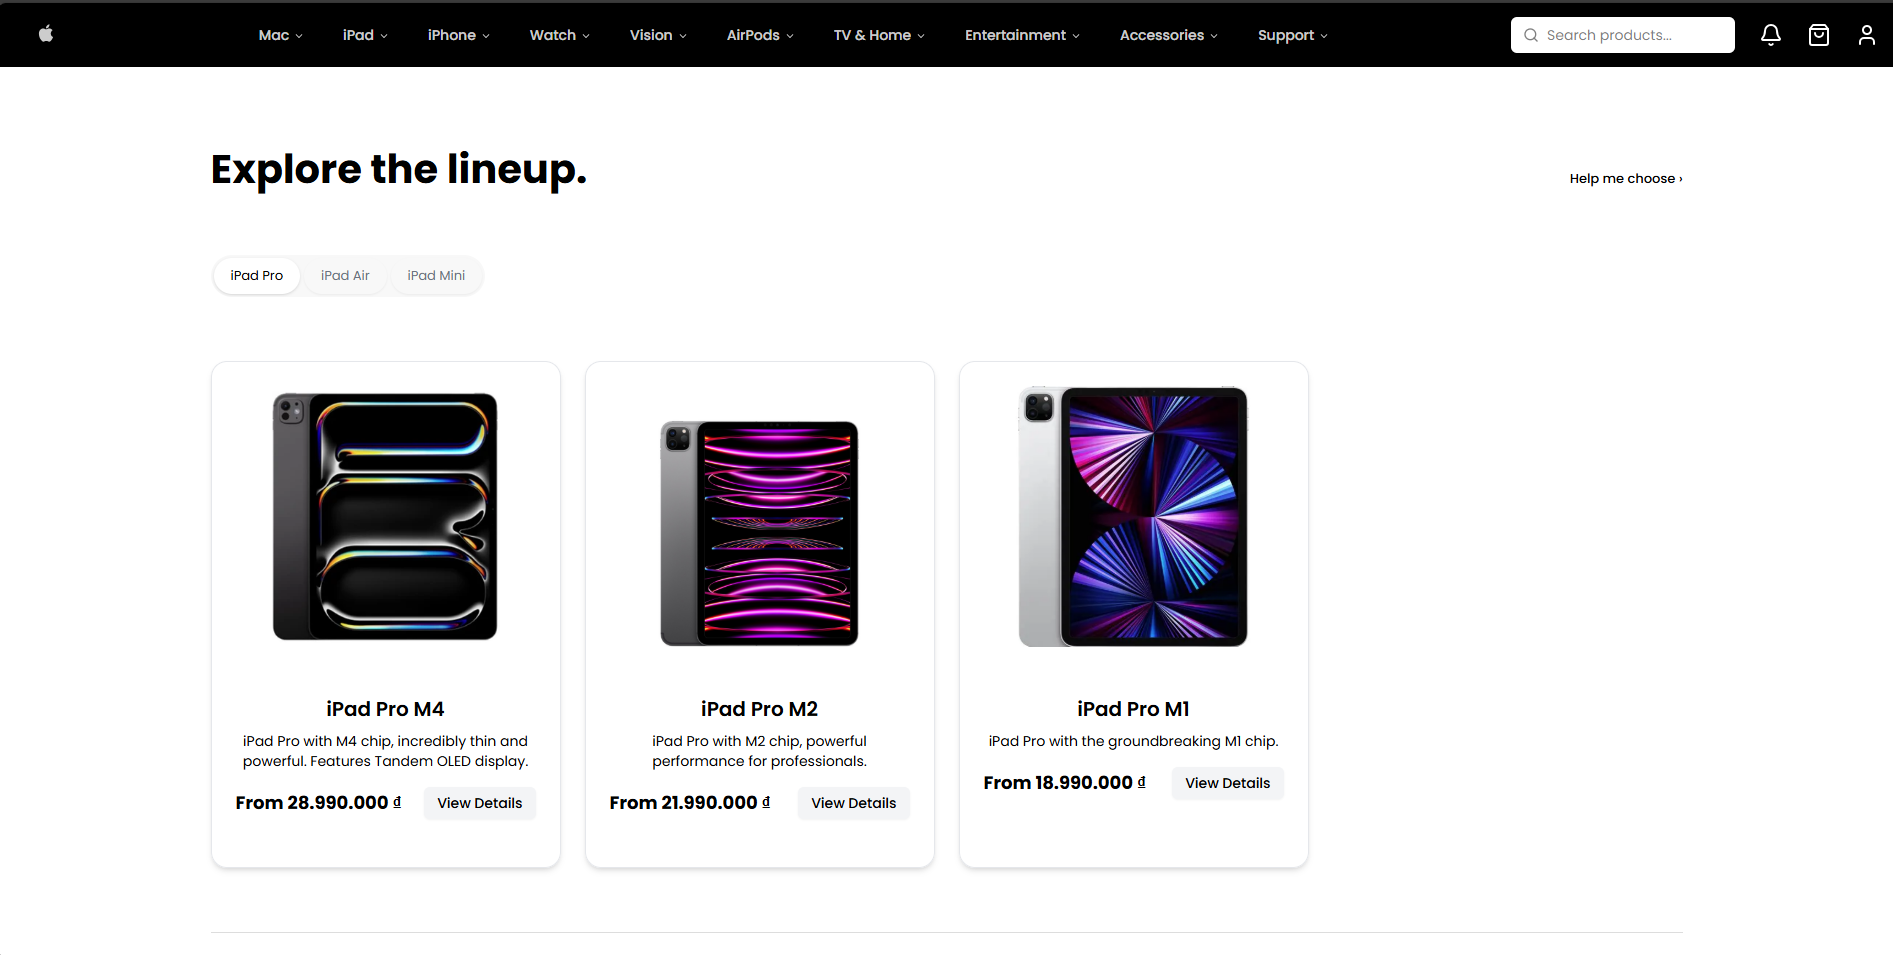 Mac iPad iPhone Watch Vision AirPods TV & Home Entertainment Accessories Support Search products...
Explore the lineup.
Help me choose ›
iPad Pro iPad Air iPad Mini
iPad Pro M4
iPad Pro with M4 chip, incredibly thin and
powerful. Features Tandem OLED display.
From 28.990.000 ₫ View Details
iPad Pro M2
iPad Pro with M2 chip, powerful
performance for professionals.
From 21.990.000 ₫ View Details
iPad Pro M1
iPad Pro with the groundbreaking M1 chip.
From 18.990.000 ₫ View Details